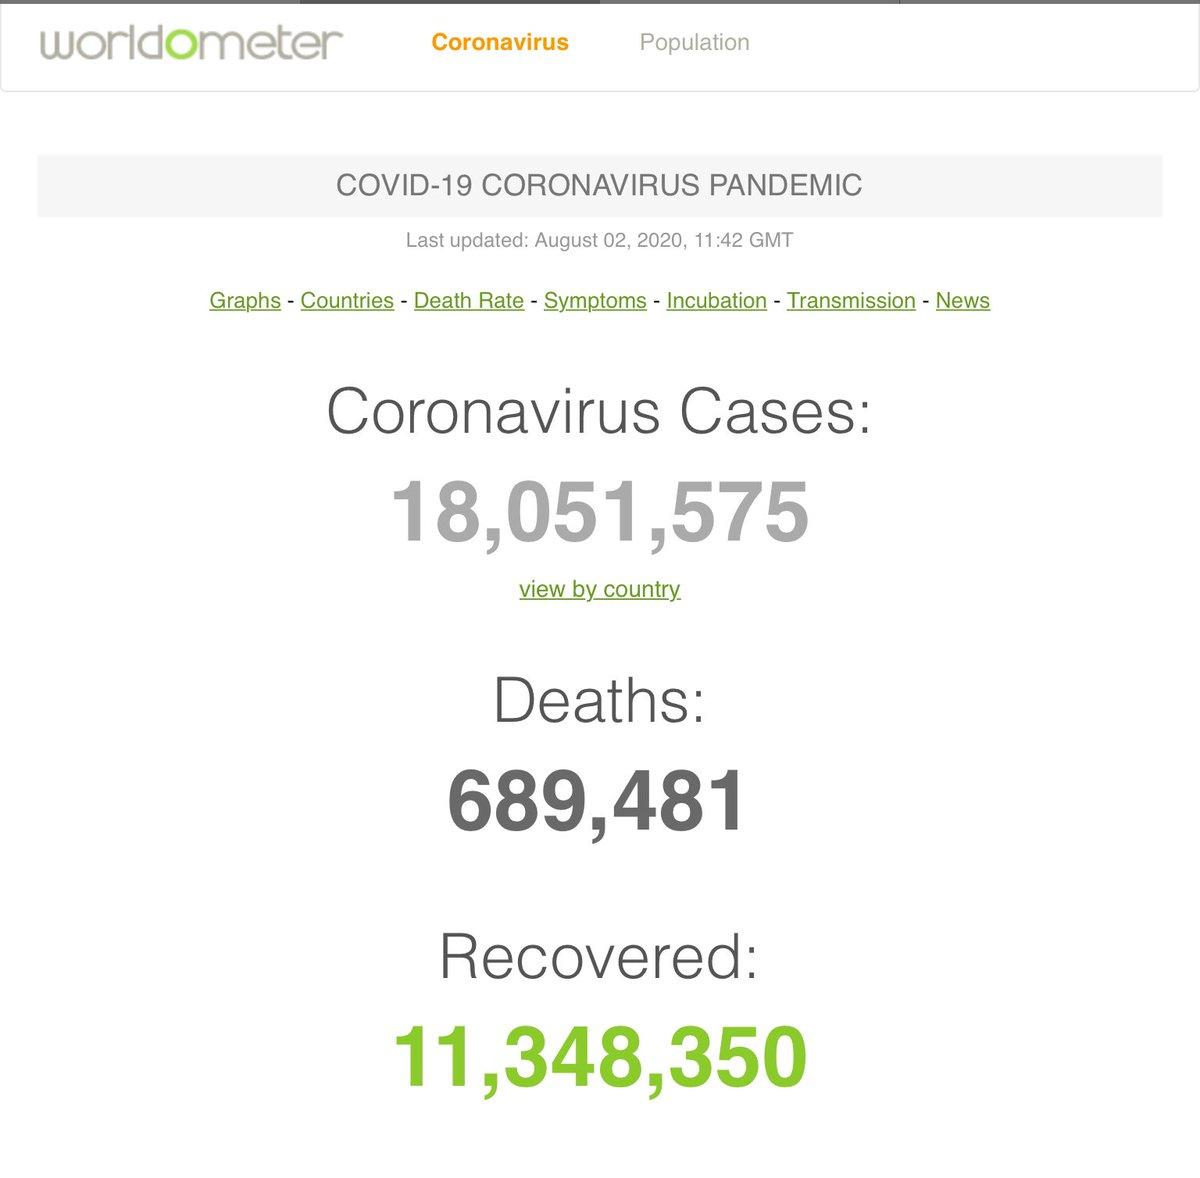 worldometer Coronavirus Population
COVID-19 CORONAVIRUS PANDEMIC
Last updated: August 02, 2020, 11:42 GMT
Graphs - Countries - Death Rate - Symptoms - Incubation - Transmission - News
Coronavirus Cases:
18,051,575
view by country
Deaths:
689,481
Recovered:
11,348,350